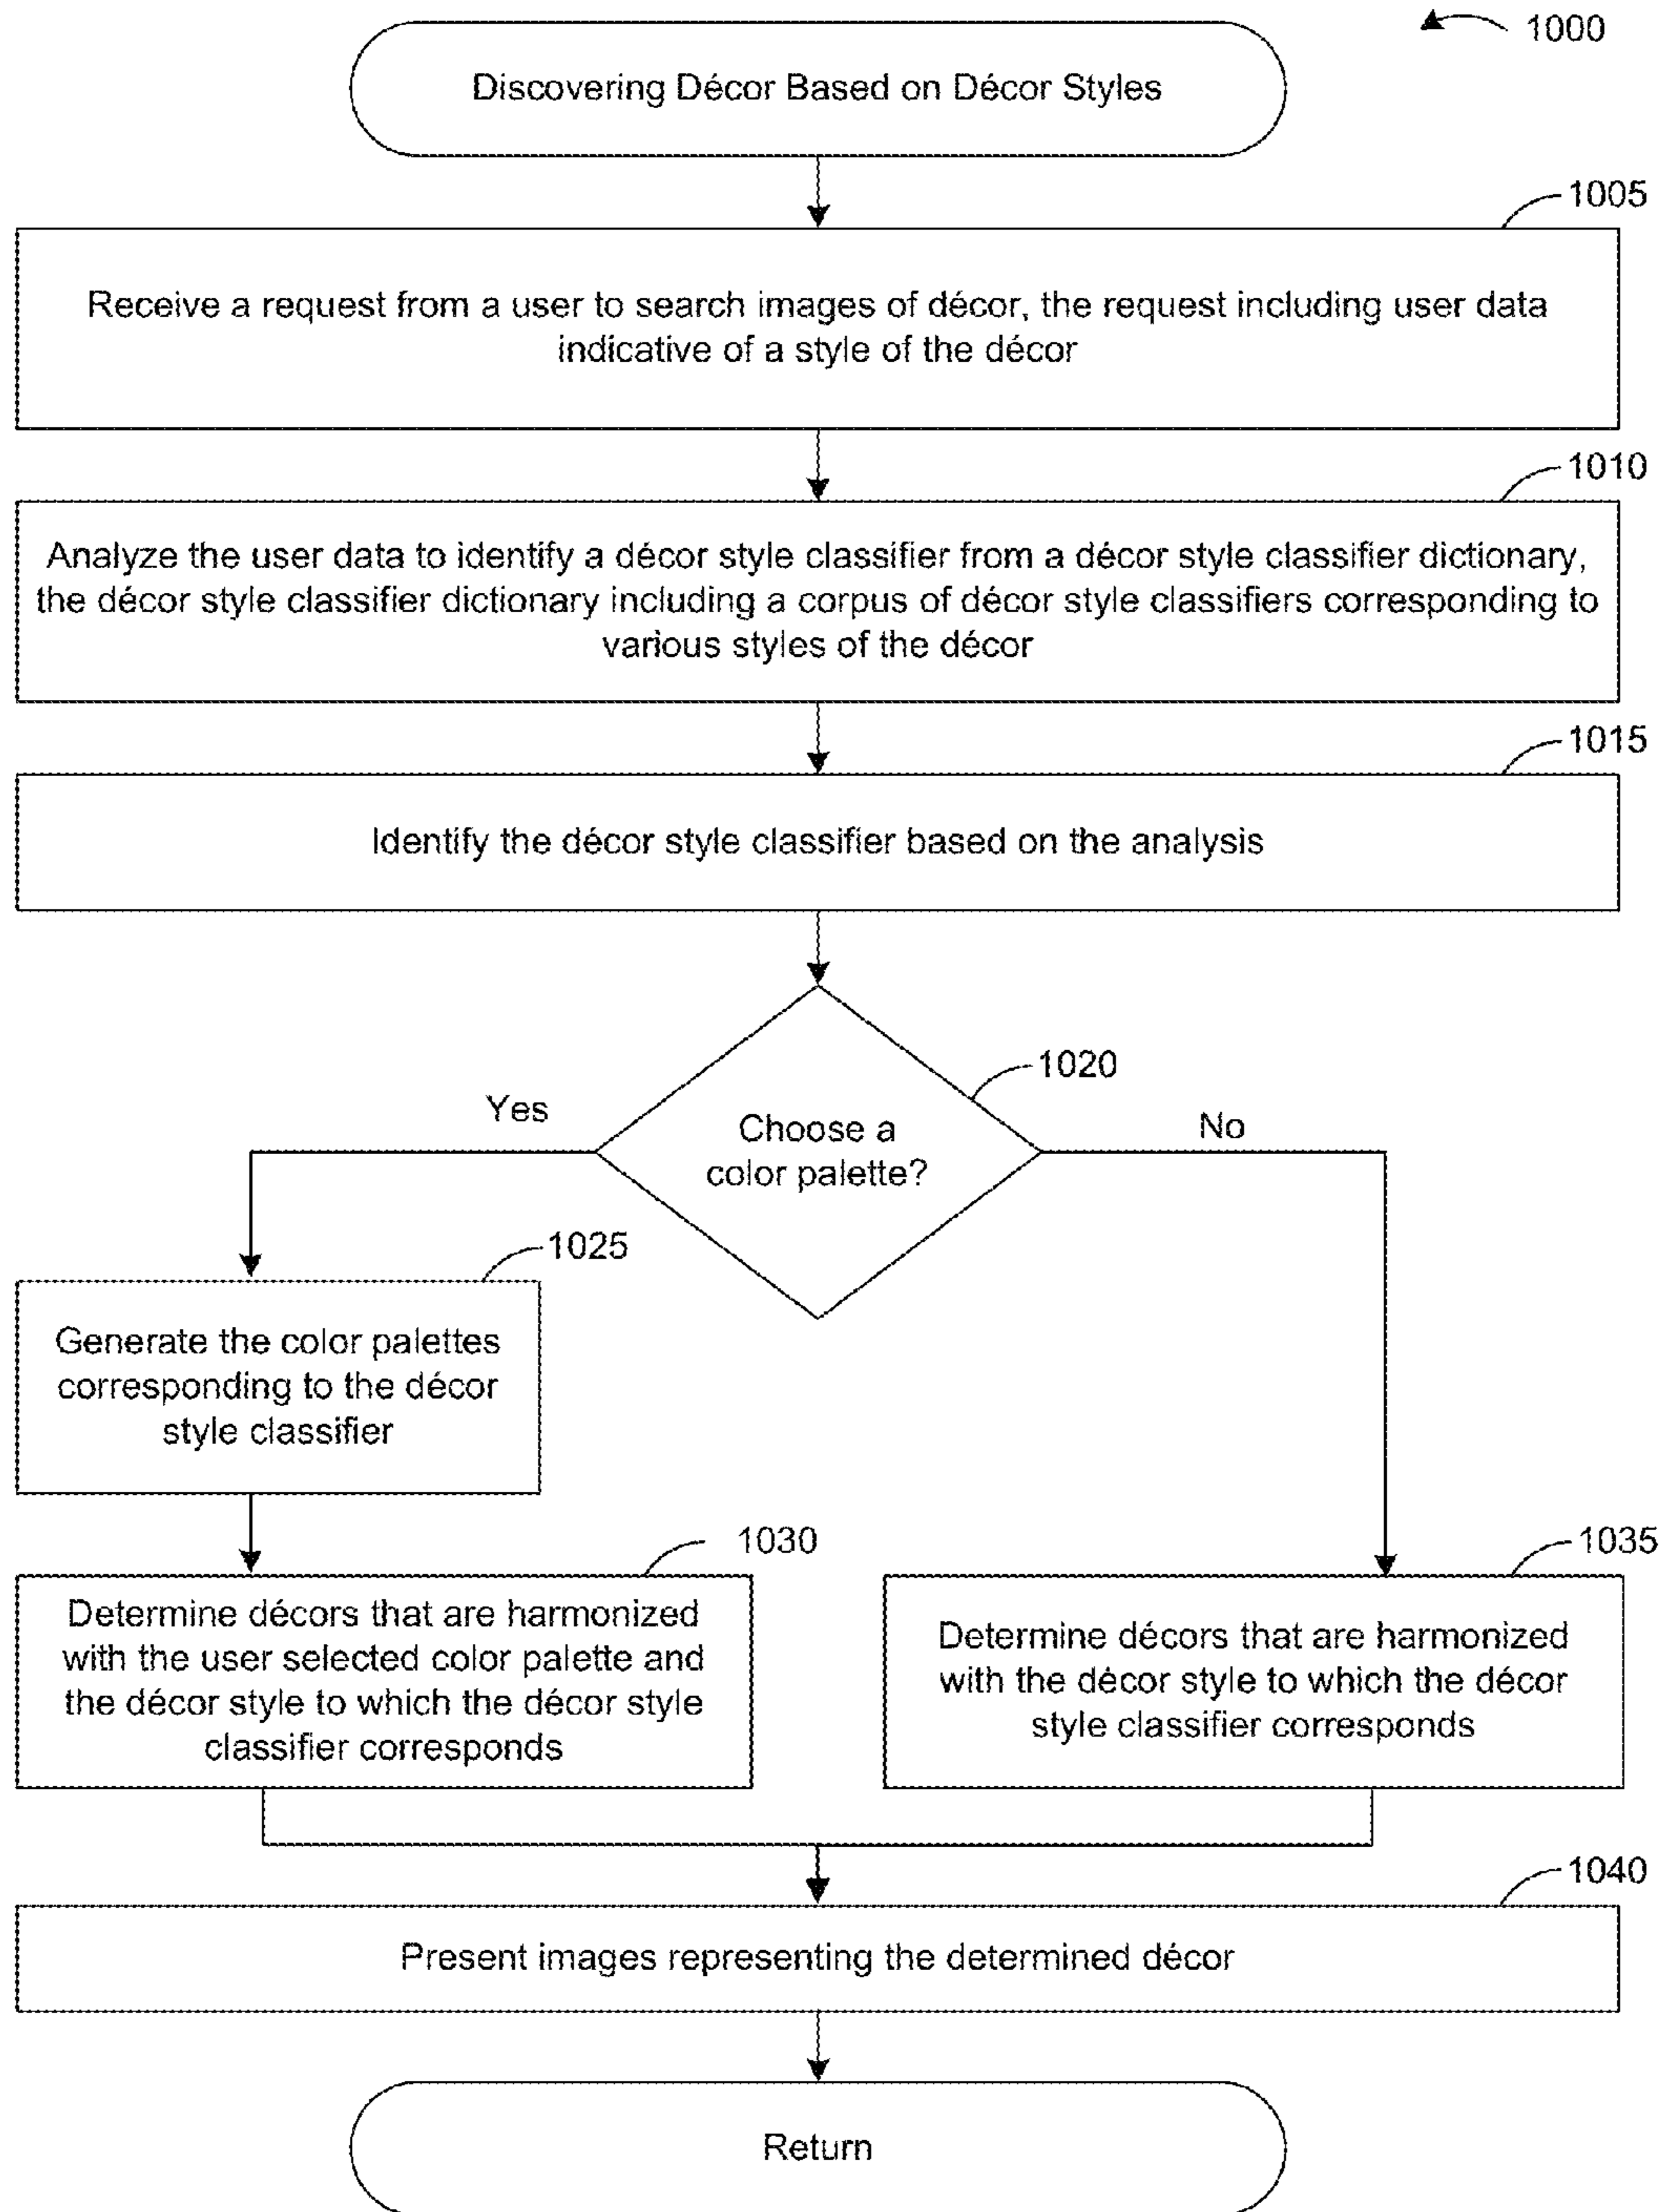 1000
Discovering Décor Based on Décor Styles
1005
Receive a request from a user to search images of décor, the request including user data
indicative of a style of the décor
1010
Analyze the user data to identify a décor style classifier from a décor style classifier dictionary,
the décor style classifier dictionary including a corpus of décor style classifiers corresponding to
various styles of the décor
1015
Identify the décor style classifier based on the analysis
1020
Choose a
color palette?
Yes
No
1025
Generate the color palettes
corresponding to the décor
style classifier
1030
Determine décors that are harmonized
with the user selected color palette and
the décor style to which the décor style
classifier corresponds
1035
Determine décors that are harmonized
with the décor style to which the décor
style classifier corresponds
1040
Present images representing the determined décor
Return